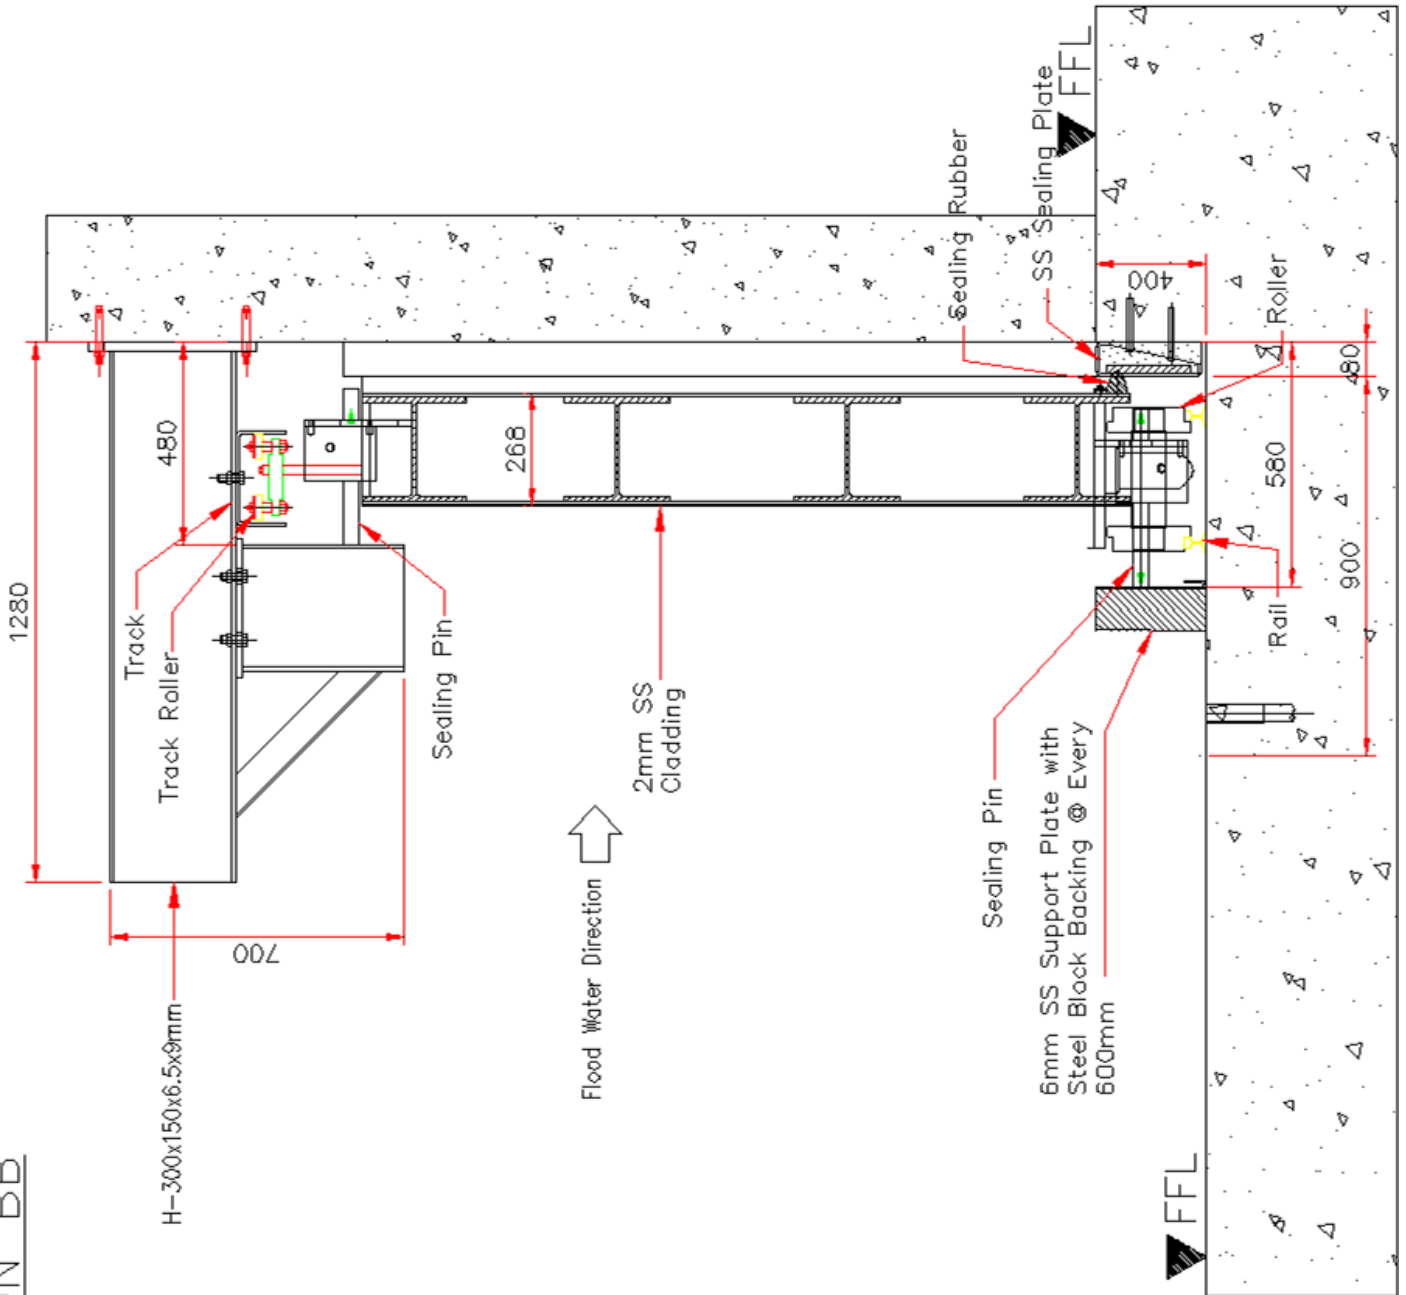 1280
480
Track
Track Roller
700
H-300x150x6.5x9mm
Sealing Pin
268
2mm SS
Cladding
Flood Water Direction
Sealing Rubber
SS Sealing Plate
FFL
400
Roller
480
580
900
Rail
Sealing Pin
6mm SS Support Plate with
Steel Block Backing @ Every
600mm
FFL